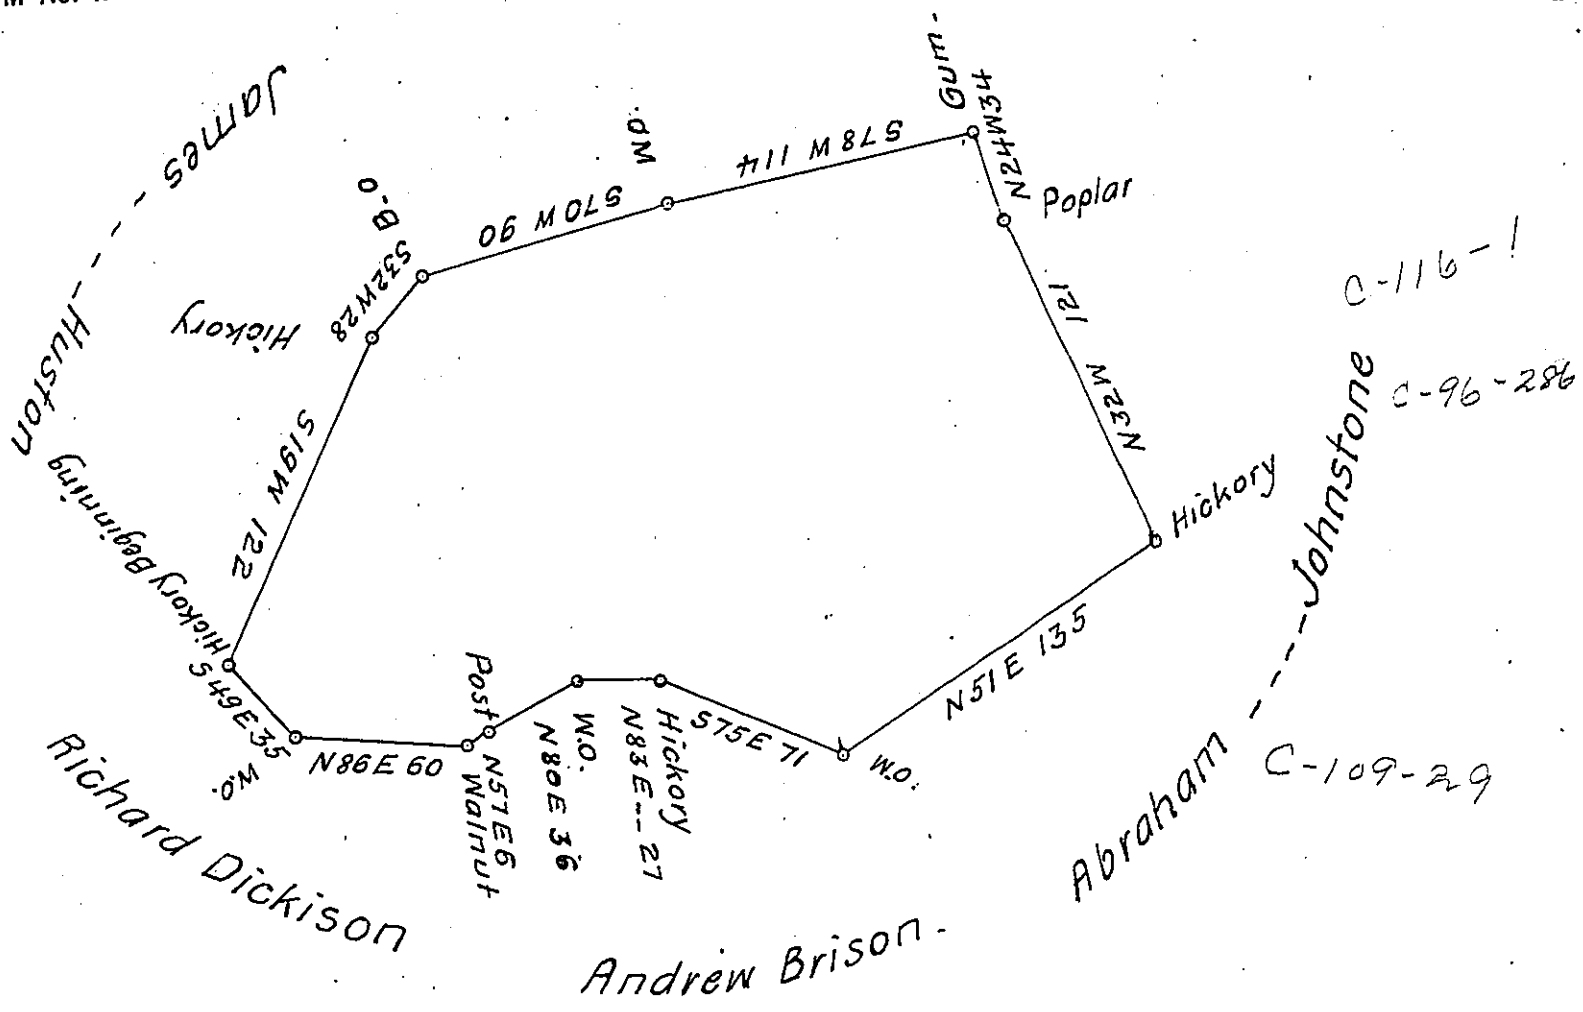 James --- Huston
Gum-
N24W34
Poplar
S78W 114
W.O.
S70W 90
B-O
S32W28
Hickory
S19W 122
Hickory Beginning
S49E35
W.O.
N86E 60
Walnut
N57E6
Post
N80E 36
W.O.
N83E--27
Hickory
S75E 71
W.O.
N51E 135
Hickory
N32W 121
Richard Dickison
Andrew Brison-
Abraham ---- Johnstone
C-116-1
C-96-286
C-109-29